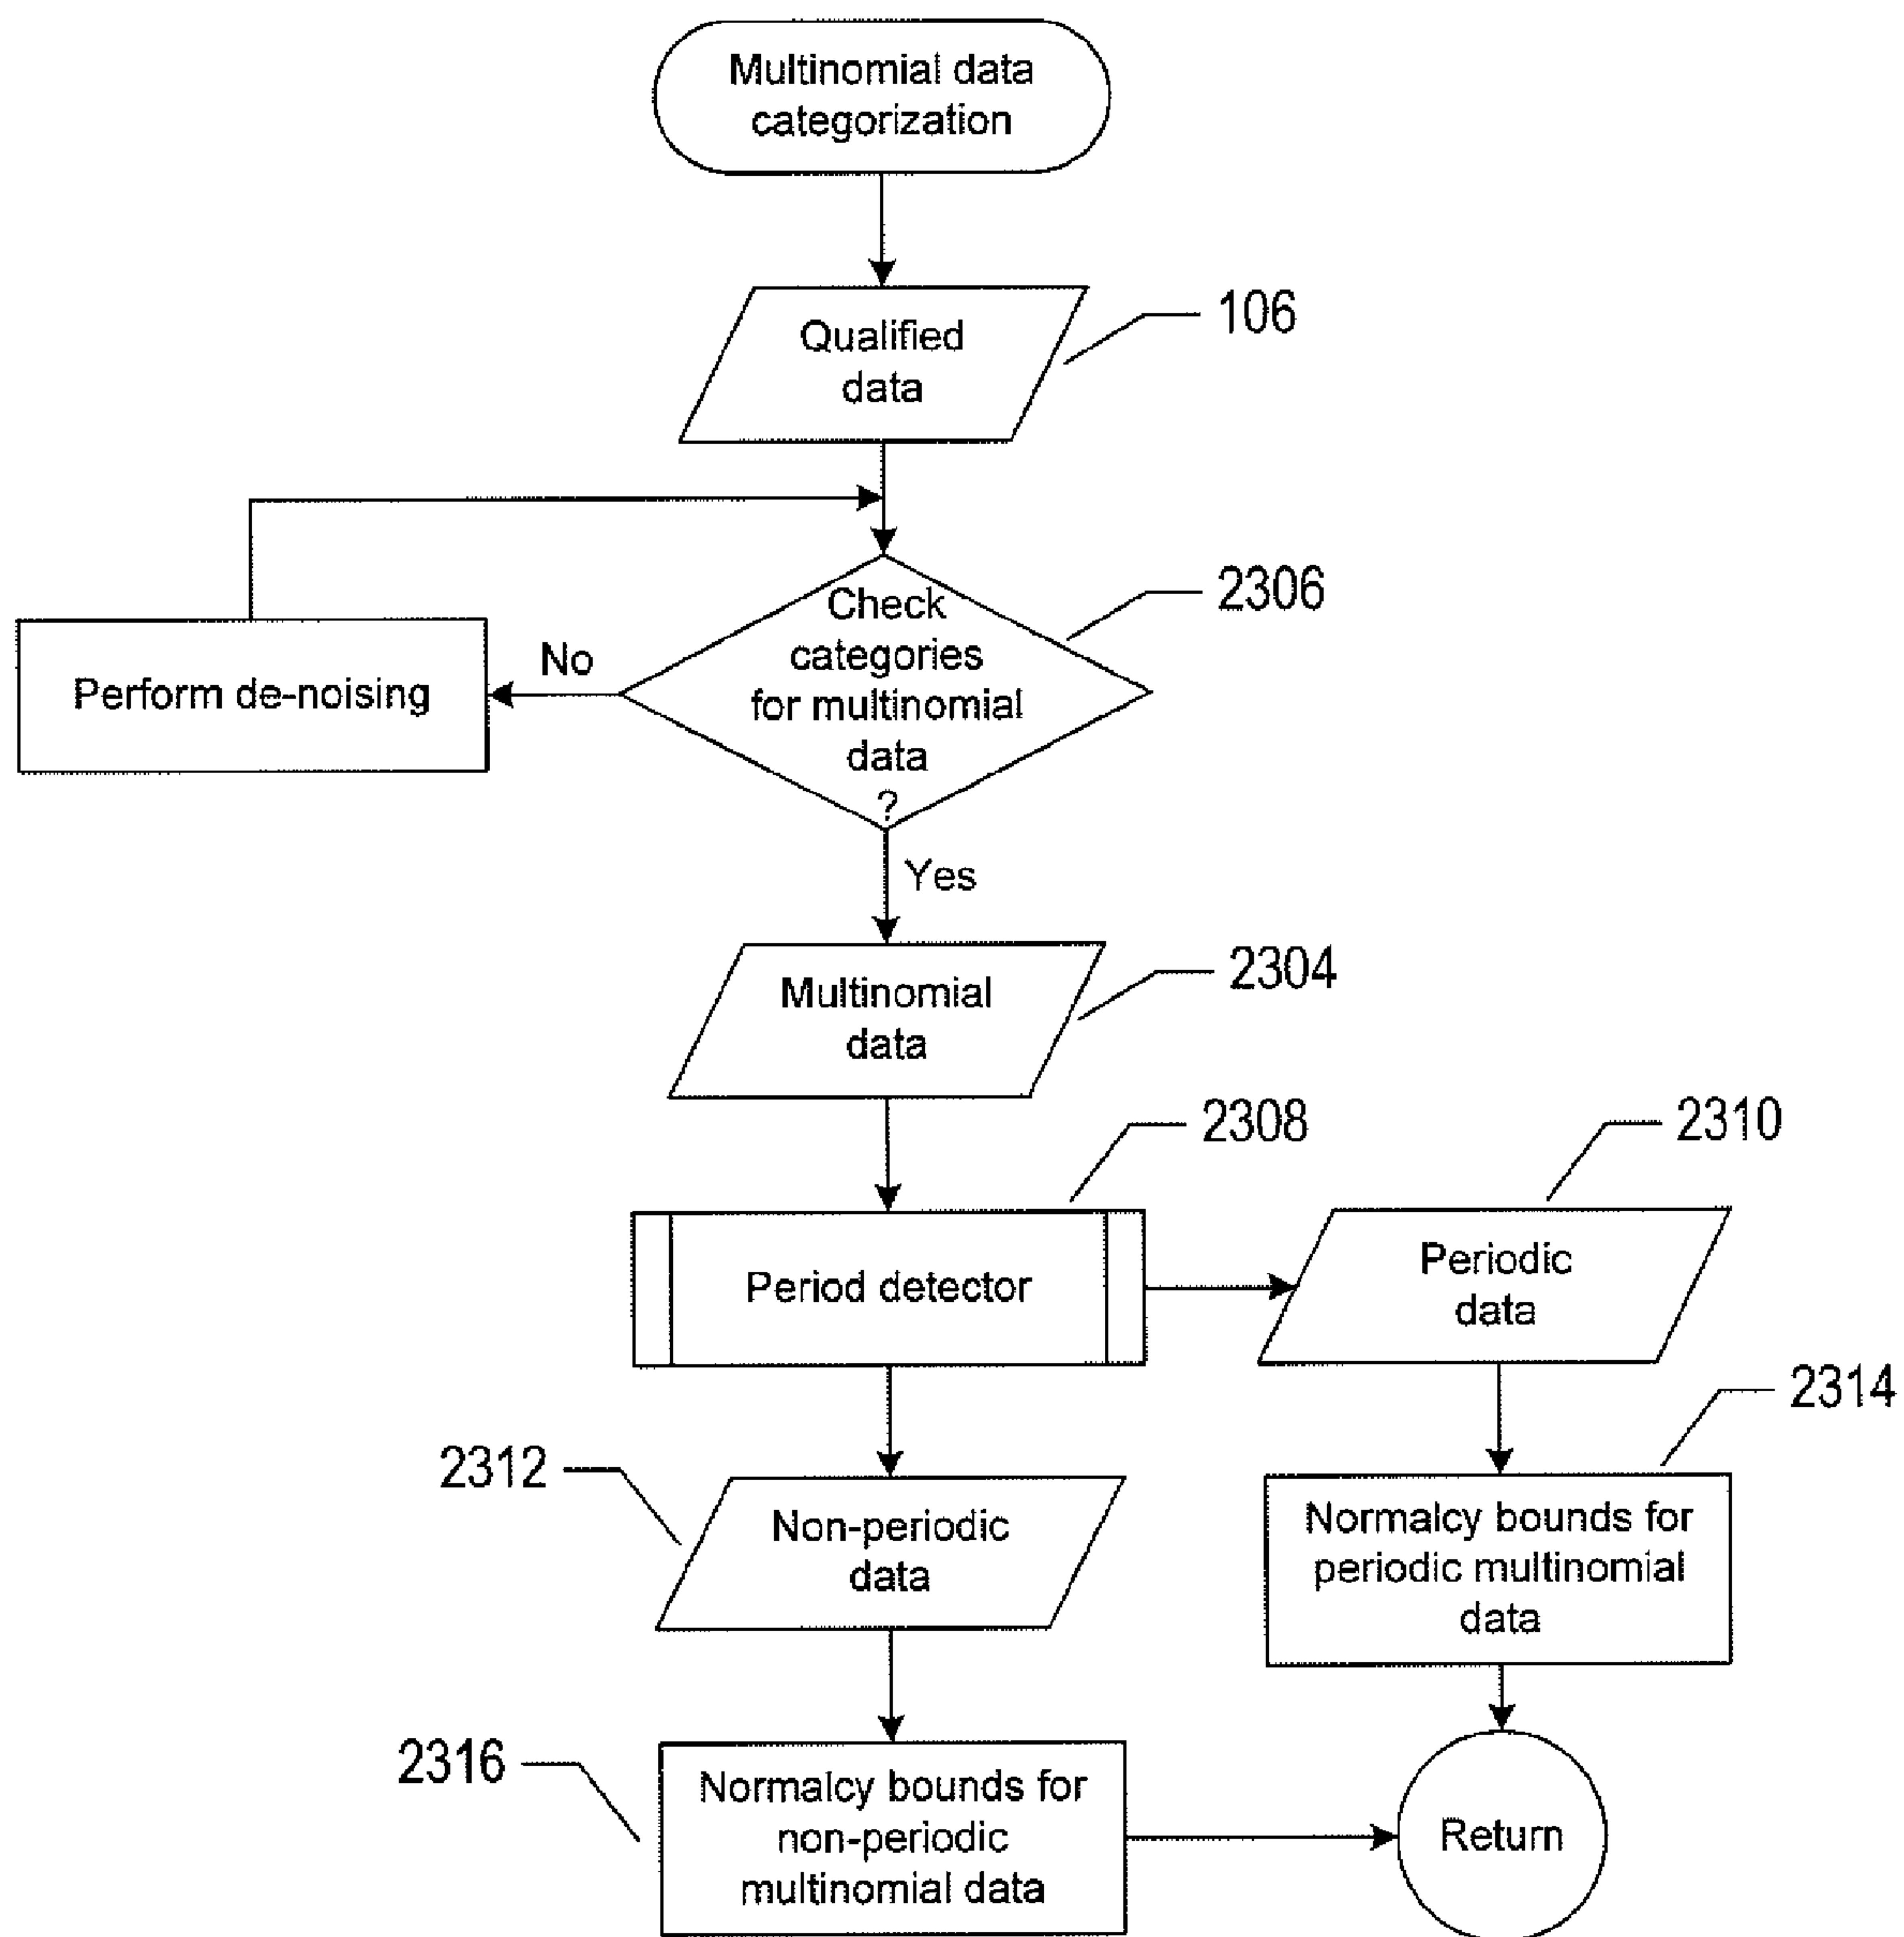 Multinomial data
categorization
Qualified
data
106
Check
categories
for multinomial
data
?
2306
No
Perform de-noising
Yes
Multinomial
data
2304
Period detector
2308
Periodic
data
2310
Non-periodic
data
2312
Normalcy bounds for
periodic multinomial
data
2314
Normalcy bounds for
non-periodic
multinomial data
2316
Return